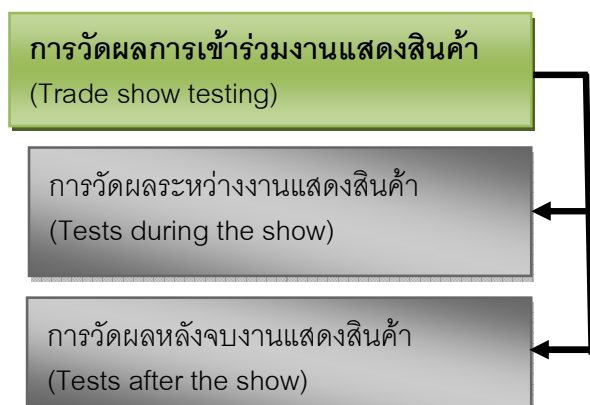 การวัดผลการเข้าร่วมงานแสดงสินค้า
(Trade show testing)
การวัดผลระหว่างงานแสดงสินค้า
(Tests during the show)
การวัดผลหลังจบงานแสดงสินค้า
(Tests after the show)